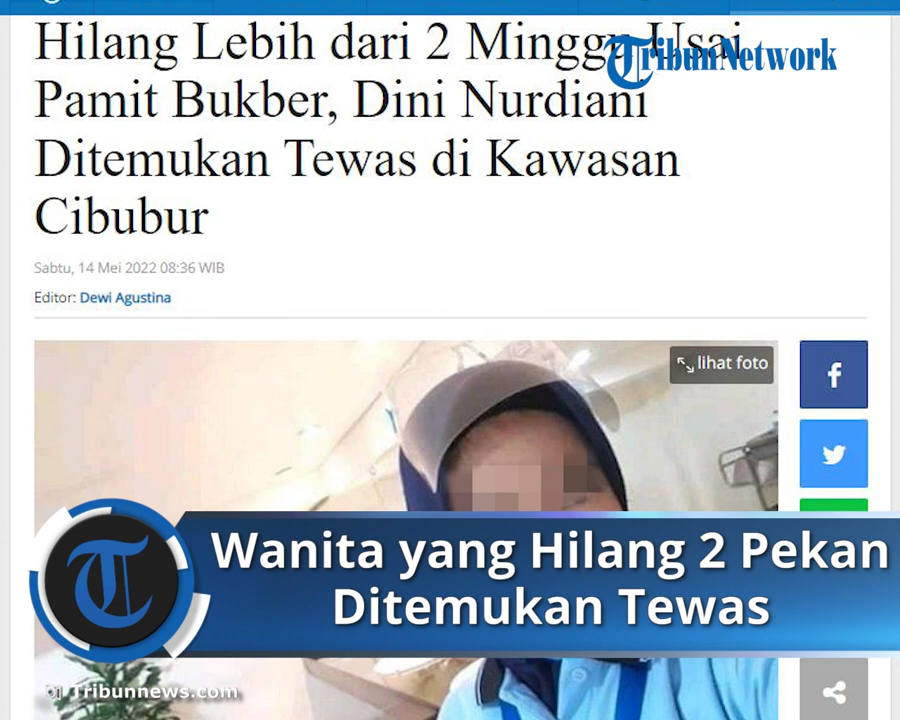 Hilang Lebih dari 2 Minggu Usai
TribunNetwork
Pamit Bukber, Dini Nurdiani
Ditemukan Tewas di Kawasan
Cibubur
Sabtu, 14 Mei 2022 08:36 WIB
Editor: Dewi Agustina
lihat foto
f
T
Wanita yang Hilang 2 Pekan
Ditemukan Tewas
Tribunnews.com